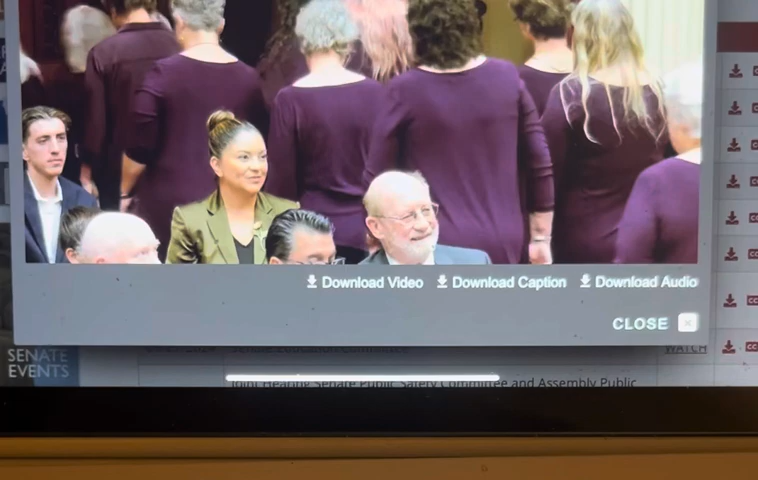 Download Video Download Caption Download Audio
CLOSE
SENATE
EVENTS
WATCH
Joint Hearing Senate Public Safety Committee and Assembly Public